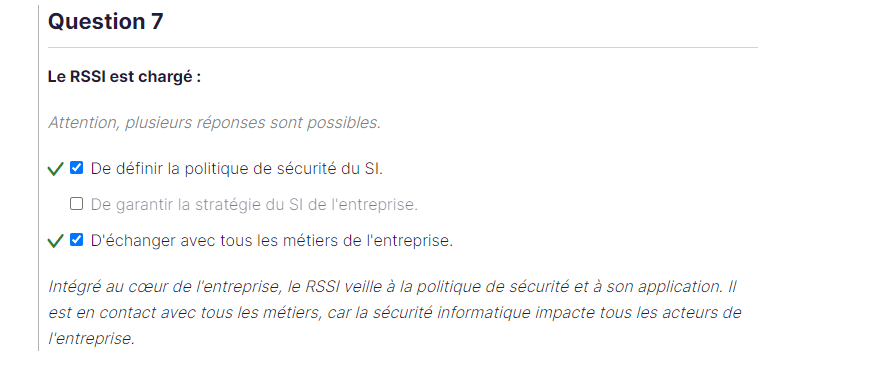 Question 7
Le RSSI est chargé :
Attention, plusieurs réponses sont possibles.
De définir la politique de sécurité du SI.
De garantir la stratégie du SI de l'entreprise.
D'échanger avec tous les métiers de l'entreprise.
Intégré au cœur de l'entreprise, le RSSI veille à la politique de sécurité et à son application. Il
est en contact avec tous les métiers, car la sécurité informatique impacte tous les acteurs de
l'entreprise.